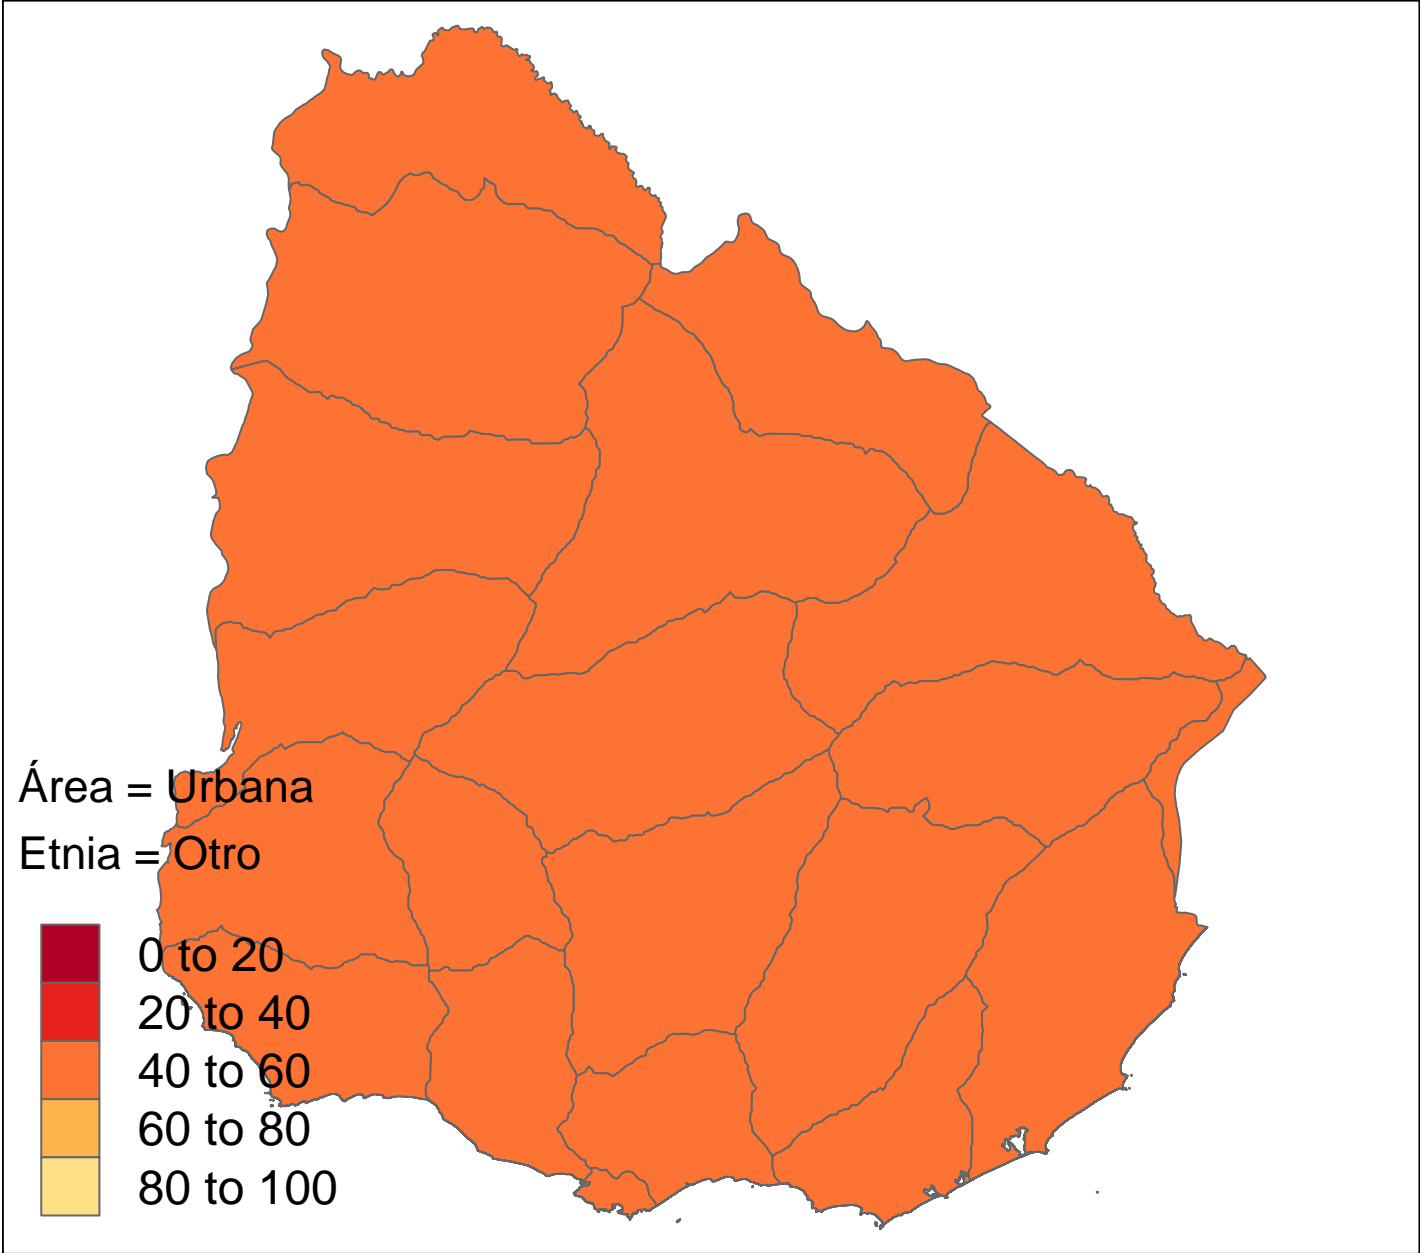 Área = Urbana
Etnia = Otro
0 to 20
20 to 40
40 to 60
60 to 80
80 to 100